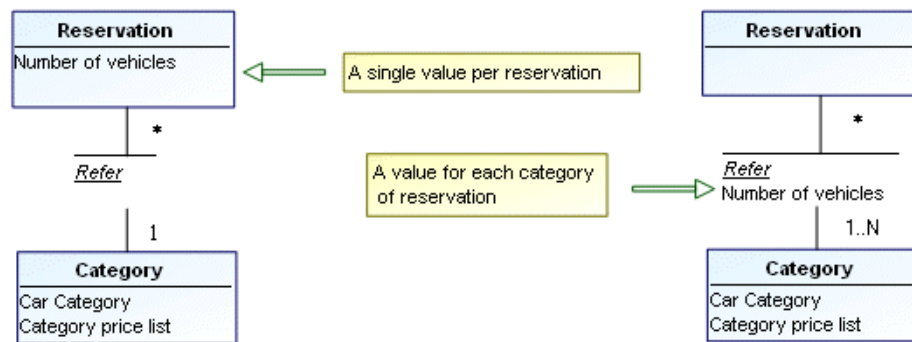 Reservation
Number of vehicles
A single value per reservation
*
Refer
1
Category
Car Category
Category price list
Reservation
*
A value for each category
of reservation
Refer
Number of vehicles
1..N
Category
Car Category
Category price list